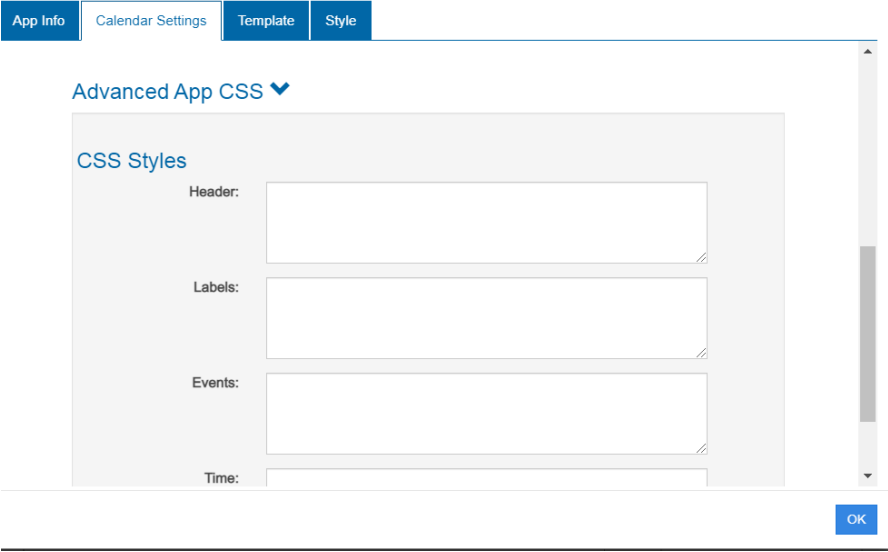 App Info
Calendar Settings
Template
Style
Advanced App CSS
CSS Styles
Header:
Labels:
Events:
Time:
OK